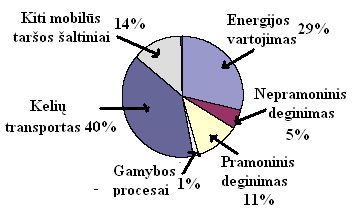 Kiti mobilūs 14%
taršos šaltiniai
Energijos
vartojimas 29%
Nepramoninis
deginimas
5%
Kelių
transportas 40%
Gamybos
procesai 1%
Pramoninis
deginimas
11%
-